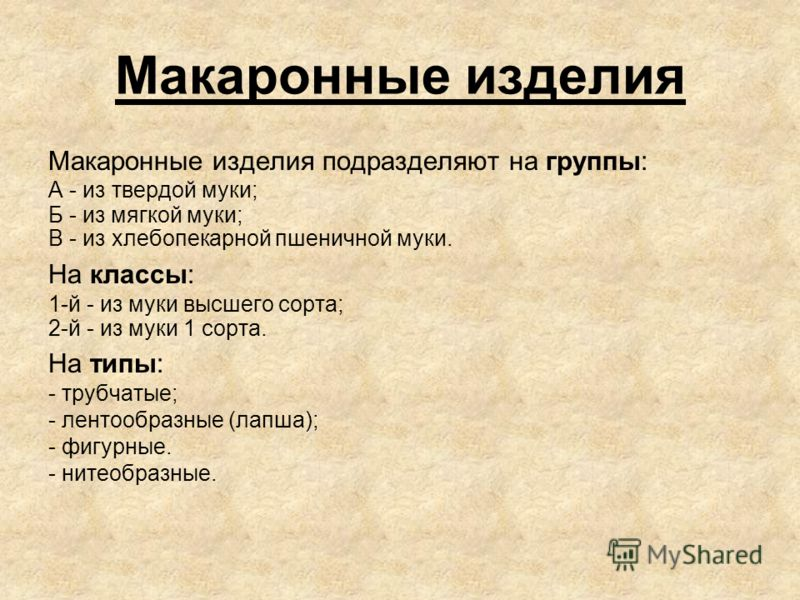 Макаронные изделия
Макаронные изделия подразделяют на группы:
А - из твердой муки;
Б - из мягкой муки;
В - из хлебопекарной пшеничной муки.
На классы:
1-й - из муки высшего сорта;
2-й - из муки 1 сорта.
На типы:
- трубчатые;
- лентообразные (лапша);
- фигурные.
- нитеобразные.
MyShared